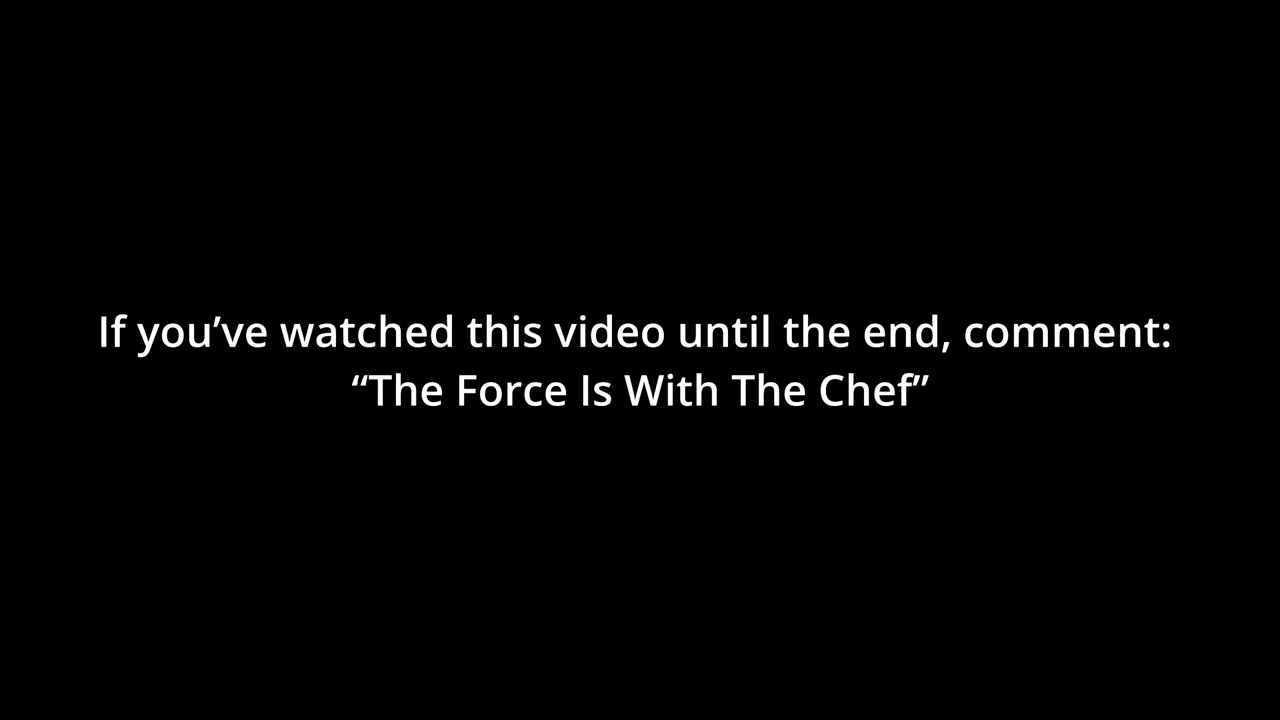 If you’ve watched this video until the end, comment:
“The Force Is With The Chef”